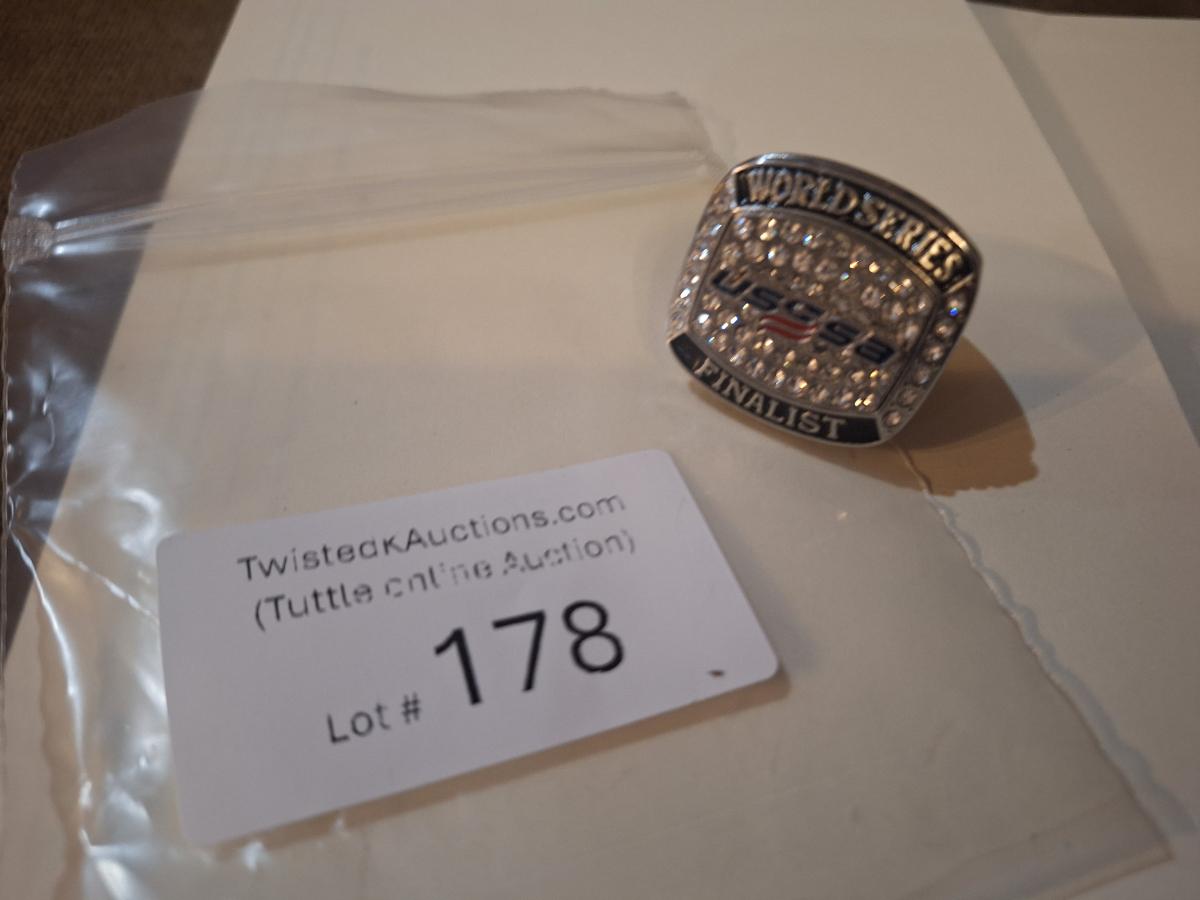 WORLD SERIES
USSSA
FINALIST
TwistedKAuctions.com
(Tuttle online Auction)
Lot # 178